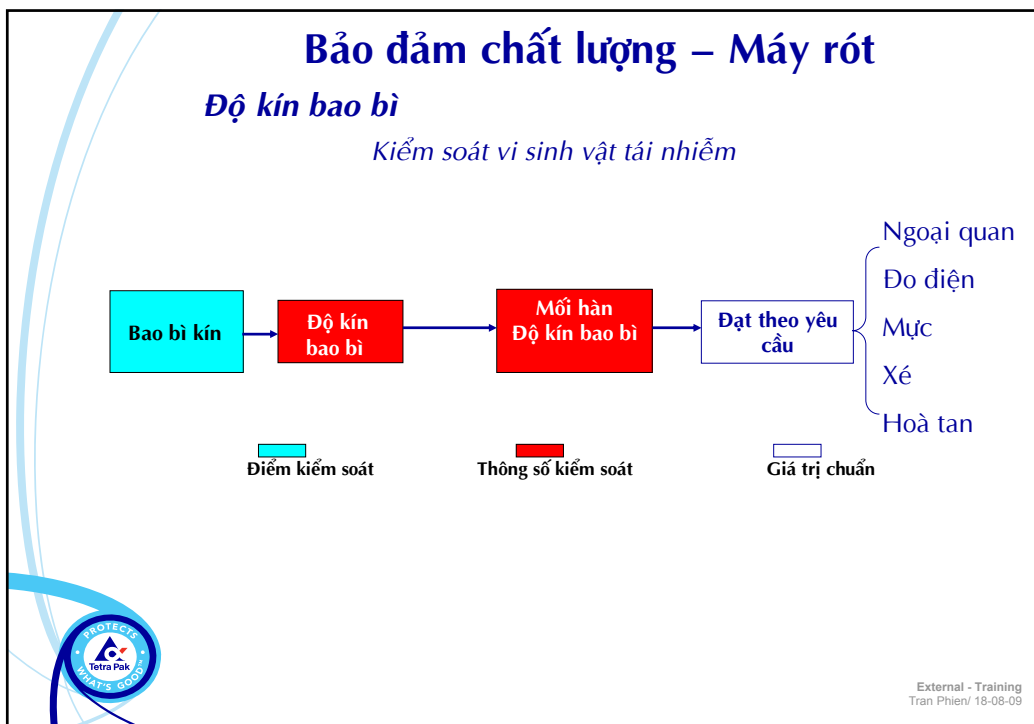 Bảo đảm chất lượng – Máy rót
Độ kín bao bì
Kiểm soát vi sinh vật tái nhiễm
Bao bì kín
Độ kín
bao bì
Mối hàn
Độ kín bao bì
Đạt theo yêu
cầu
Ngoại quan
Đo điện
Mực
Xé
Hoà tan
Điểm kiểm soát
Thông số kiểm soát
Giá trị chuẩn
PROTECTS
Tetra Pak
WHAT'S GOOD™
External - Training
Tran Phien/ 18-08-09